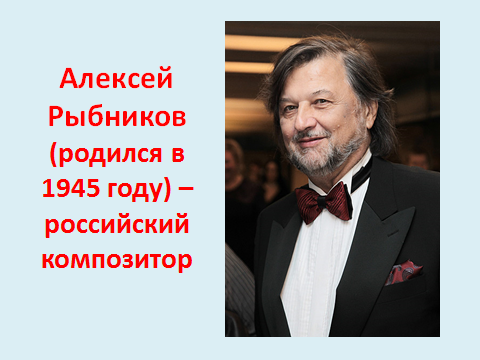 Алексей
Рыбников
(родился в
1945 году) –
российский
композитор